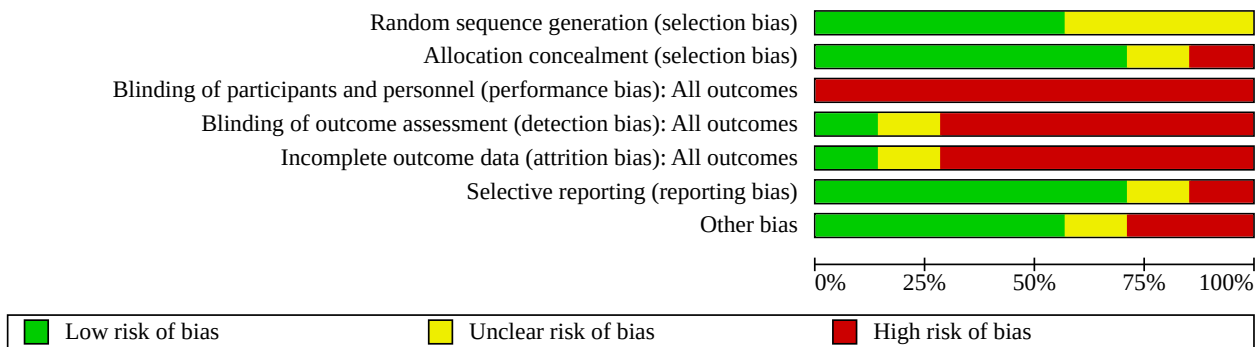 Random sequence generation (selection bias)
Allocation concealment (selection bias)
Blinding of participants and personnel (performance bias): All outcomes
Blinding of outcome assessment (detection bias): All outcomes
Incomplete outcome data (attrition bias): All outcomes
Selective reporting (reporting bias)
Other bias
0% 25% 50% 75% 100%
Low risk of bias Unclear risk of bias High risk of bias